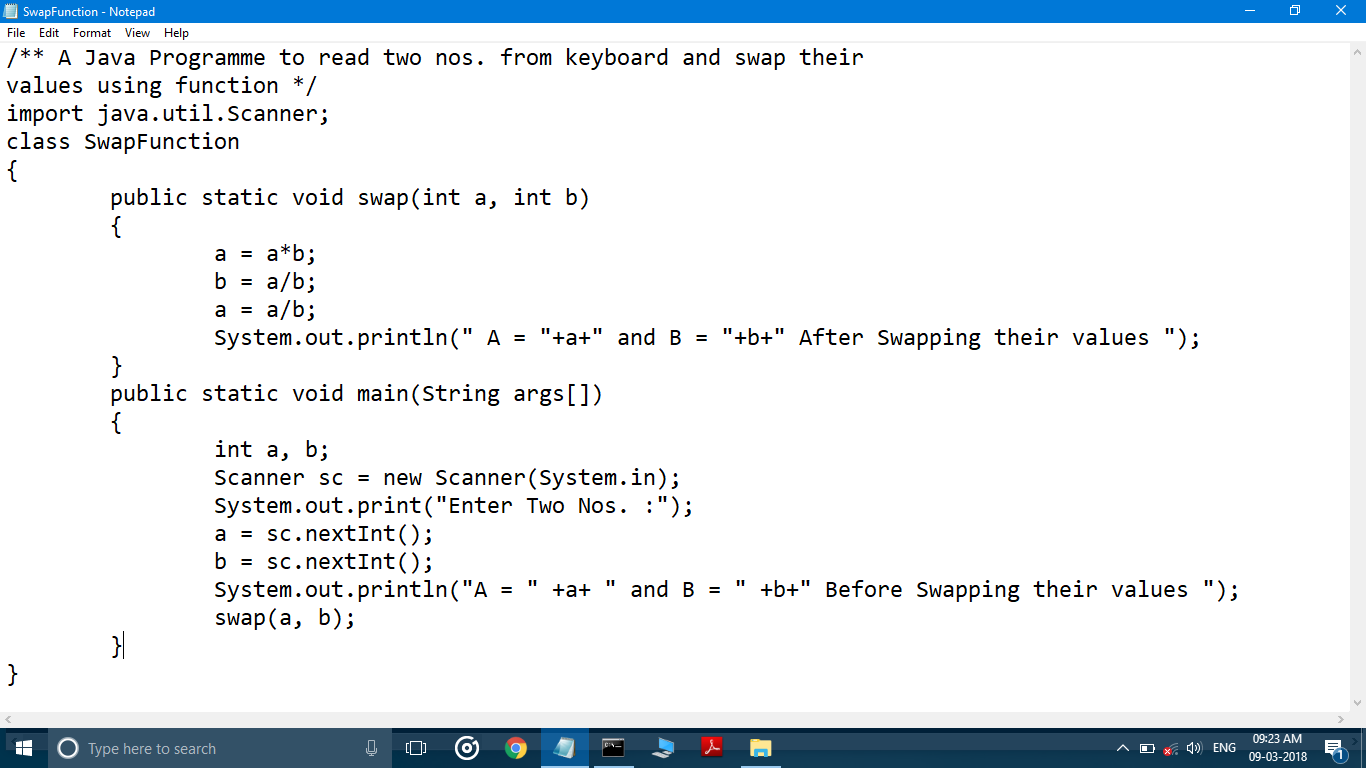 SwapFunction - Notepad
File Edit Format View Help
/** A Java Programme to read two nos. from keyboard and swap their
values using function */
import java.util.Scanner;
class SwapFunction
{
        public static void swap(int a, int b)
        {
                a = a*b;
                b = a/b;
                a = a/b;
                System.out.println(" A = "+a+" and B = "+b+" After Swapping their values ");
        }
        public static void main(String args[])
        {
                int a, b;
                Scanner sc = new Scanner(System.in);
                System.out.print("Enter Two Nos. :");
                a = sc.nextInt();
                b = sc.nextInt();
                System.out.println("A = " +a+ " and B = " +b+" Before Swapping their values ");
                swap(a, b);
        }
}
Type here to search
ENG
09:23 AM
09-03-2018
1